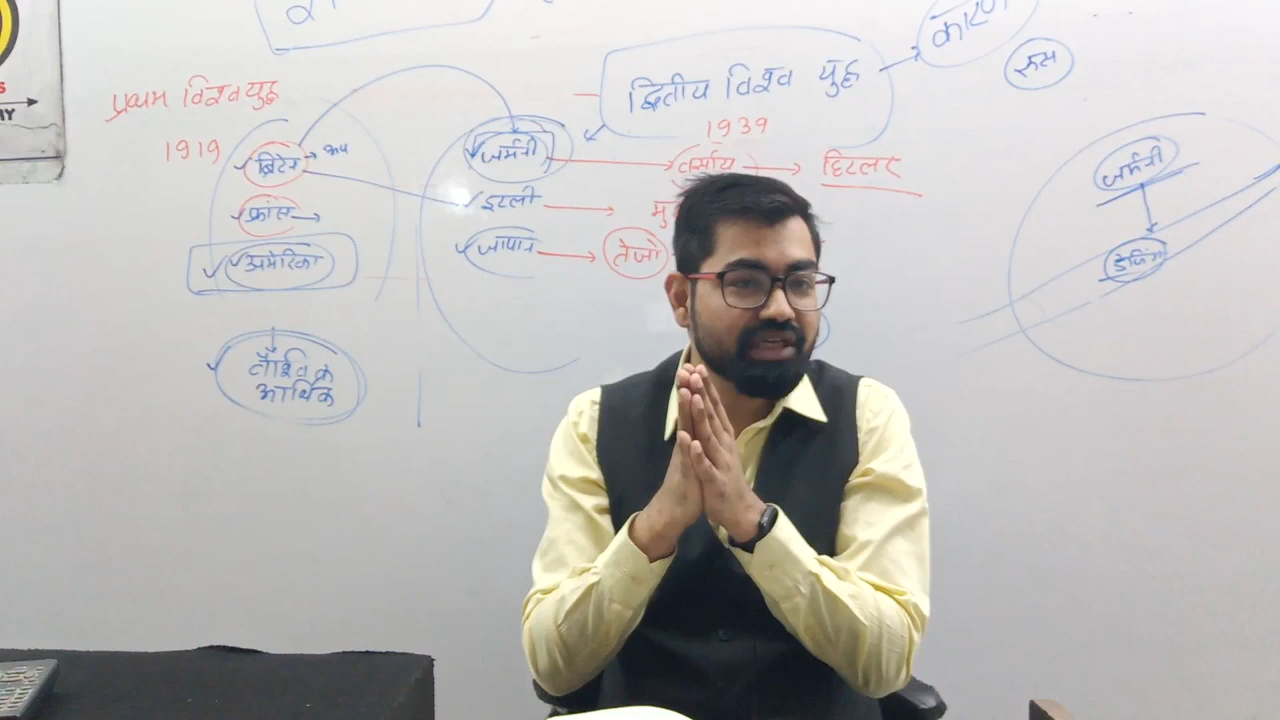 कारण
रूस
द्वितीय विश्व युद्ध
1939
प्रथम विश्वयुद्ध
1919
ब्रिटेन
फ्रांस
अमेरिका
वैश्विक
आर्थिक
जर्मनी
वर्साय
हिटलर
इटली
मु
जापान
तेजो
जर्मनी
डेंजिंग